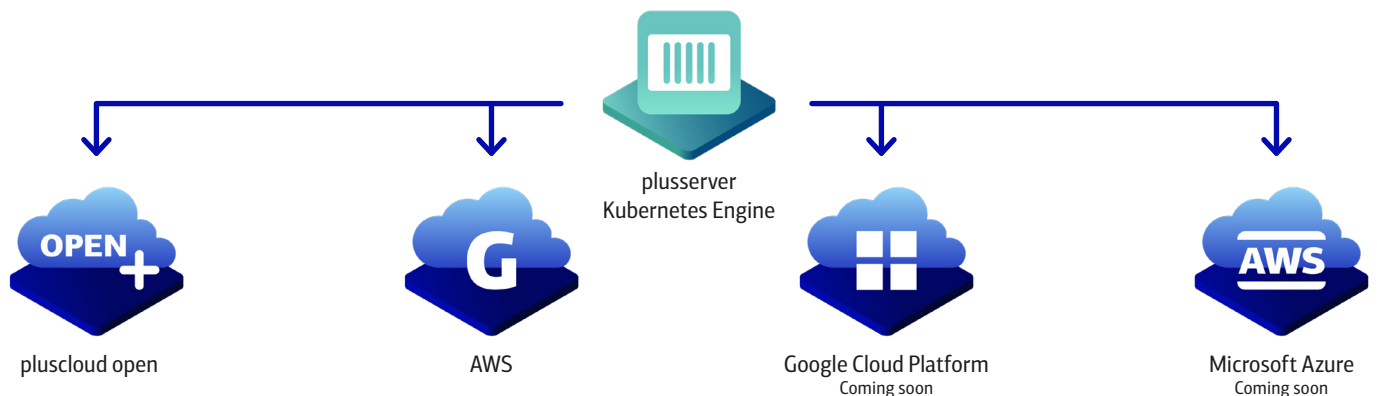 plusserver
Kubernetes Engine
OPEN
G
AWS
pluscloud open
AWS
Google Cloud Platform
Coming soon
Microsoft Azure
Coming soon